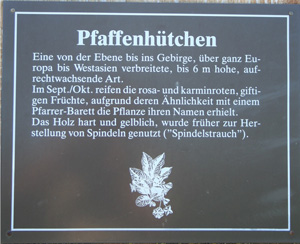 Pfaffenhütchen
Eine von der Ebene bis ins Gebirge, über ganz Eu-
ropa bis Westasien verbreitete, bis 6 m hohe, auf-
rechtwachsende Art.
Im Sept./Okt. reifen die rosa- und karminroten, gifti-
gen Früchte, aufgrund deren Ähnlichkeit mit einem
Pfarrer-Barett die Pflanze ihren Namen erhielt.
Das Holz hart und gelblich, wurde früher zur Her-
stellung von Spindeln genutzt ("Spindelstrauch").